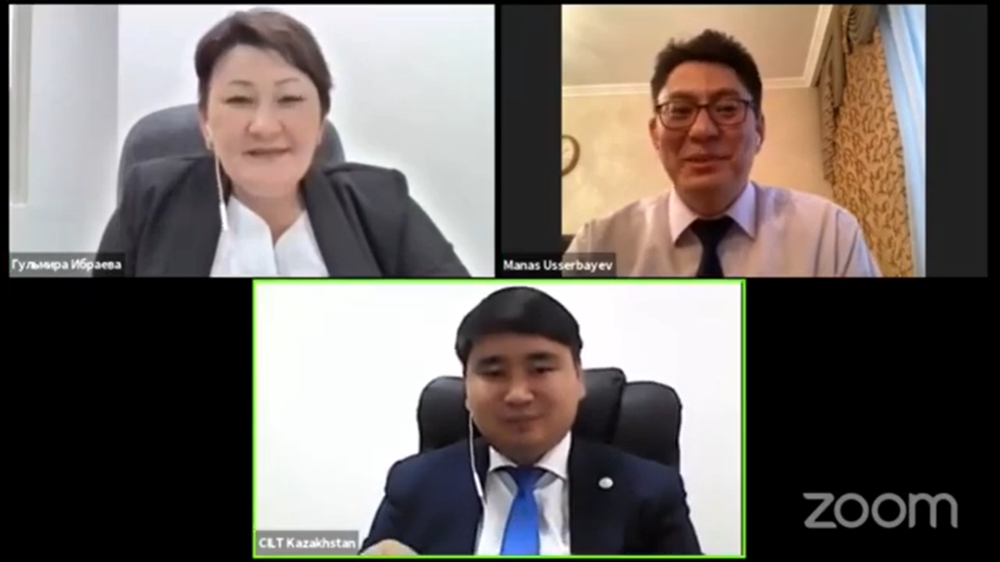 Гульмира Ибраева
Manas Usserbayev
CILT Kazakhstan
zoom